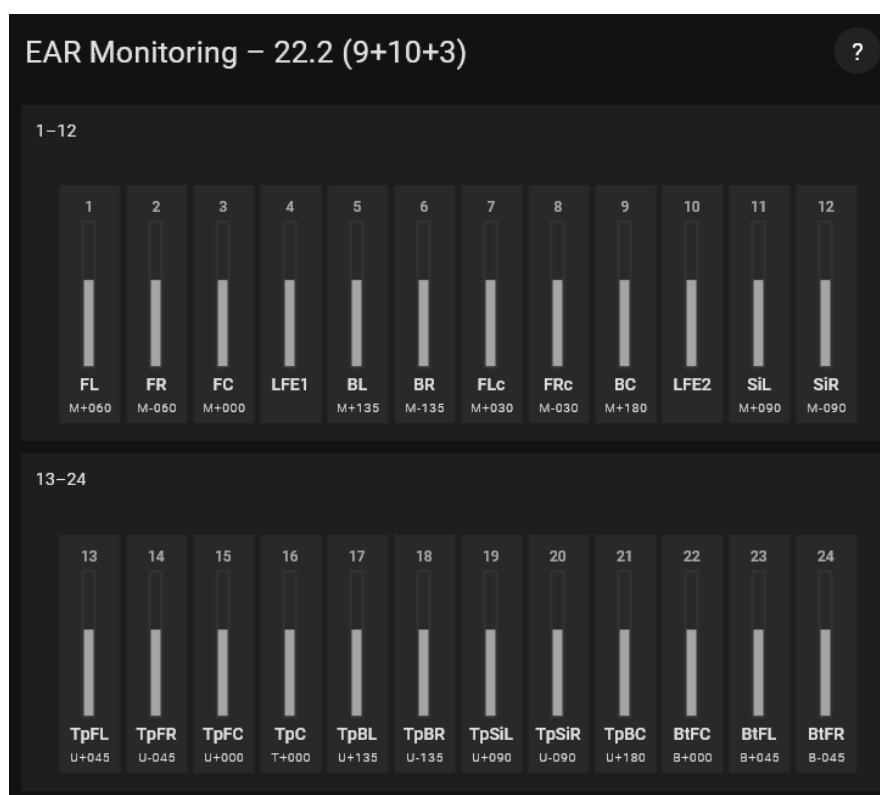 EAR Monitoring – 22.2 (9+10+3)
?
1–12
1 2 3 4 5 6 7 8 9 10 11 12
FL FR FC LFE1 BL BR FLc FRc BC LFE2 SiL SiR
M+060 M-060 M+000 M+135 M-135 M+030 M-030 M+180 M+090 M-090
13–24
13 14 15 16 17 18 19 20 21 22 23 24
TpFL TpFR TpFC TpC TpBL TpBR TpSiL TpSiR TpBC BtFC BtFL BtFR
U+045 U-045 U+000 T+000 U+135 U-135 U+090 U-090 U+180 B+000 B+045 B-045